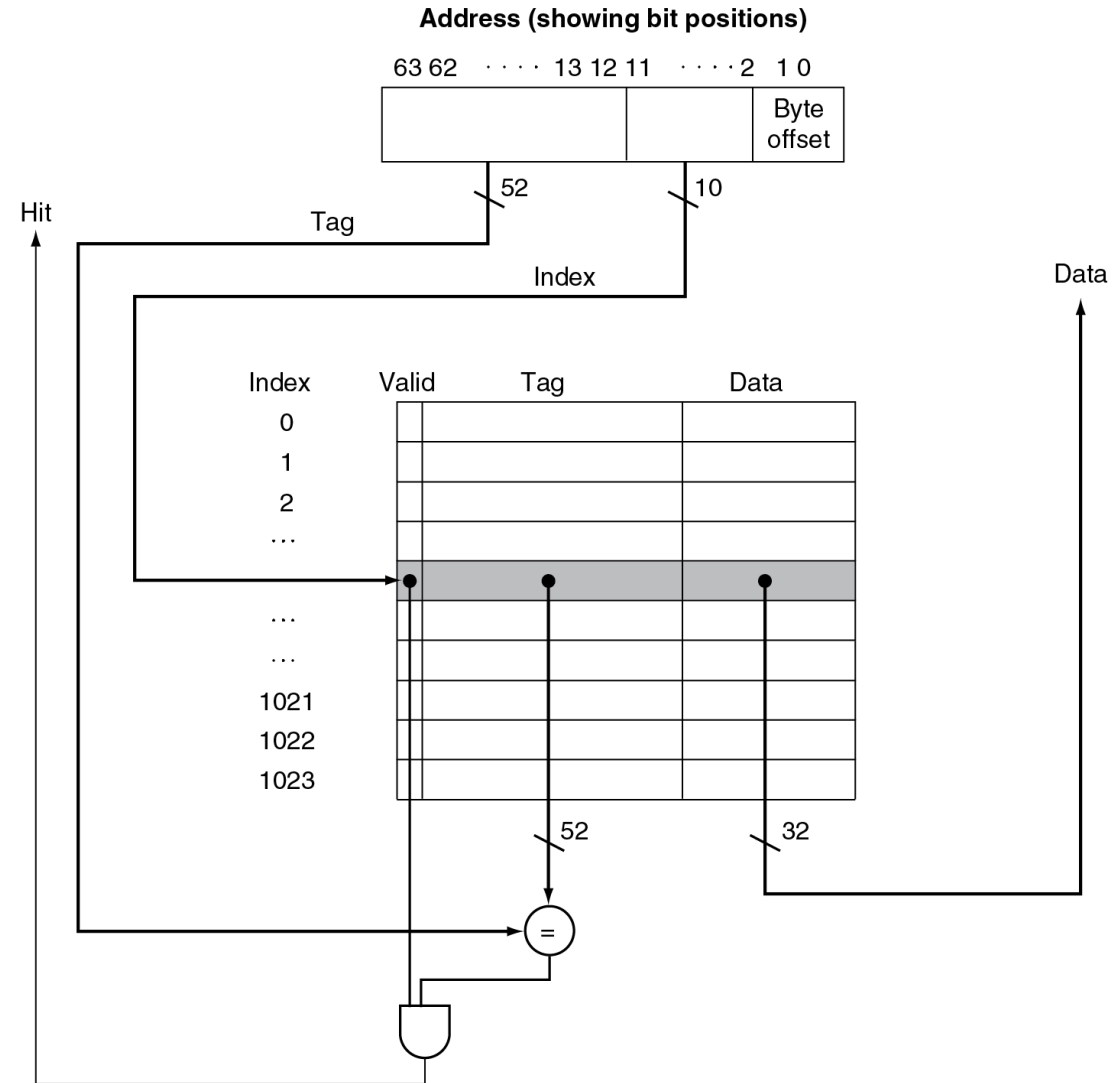 Address (showing bit positions)
63 62 · · · · 13 12 11 · · · · 2 1 0
Byte
offset
52 10
Hit
Tag
Data
Index
Index Valid Tag Data
0
1
2
...
...
...
1021
1022
1023
52 32
=